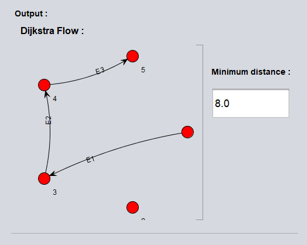 Output :
Dijkstra Flow :
E3
5
Minimum distance :
4
8.0
E2
E1
3